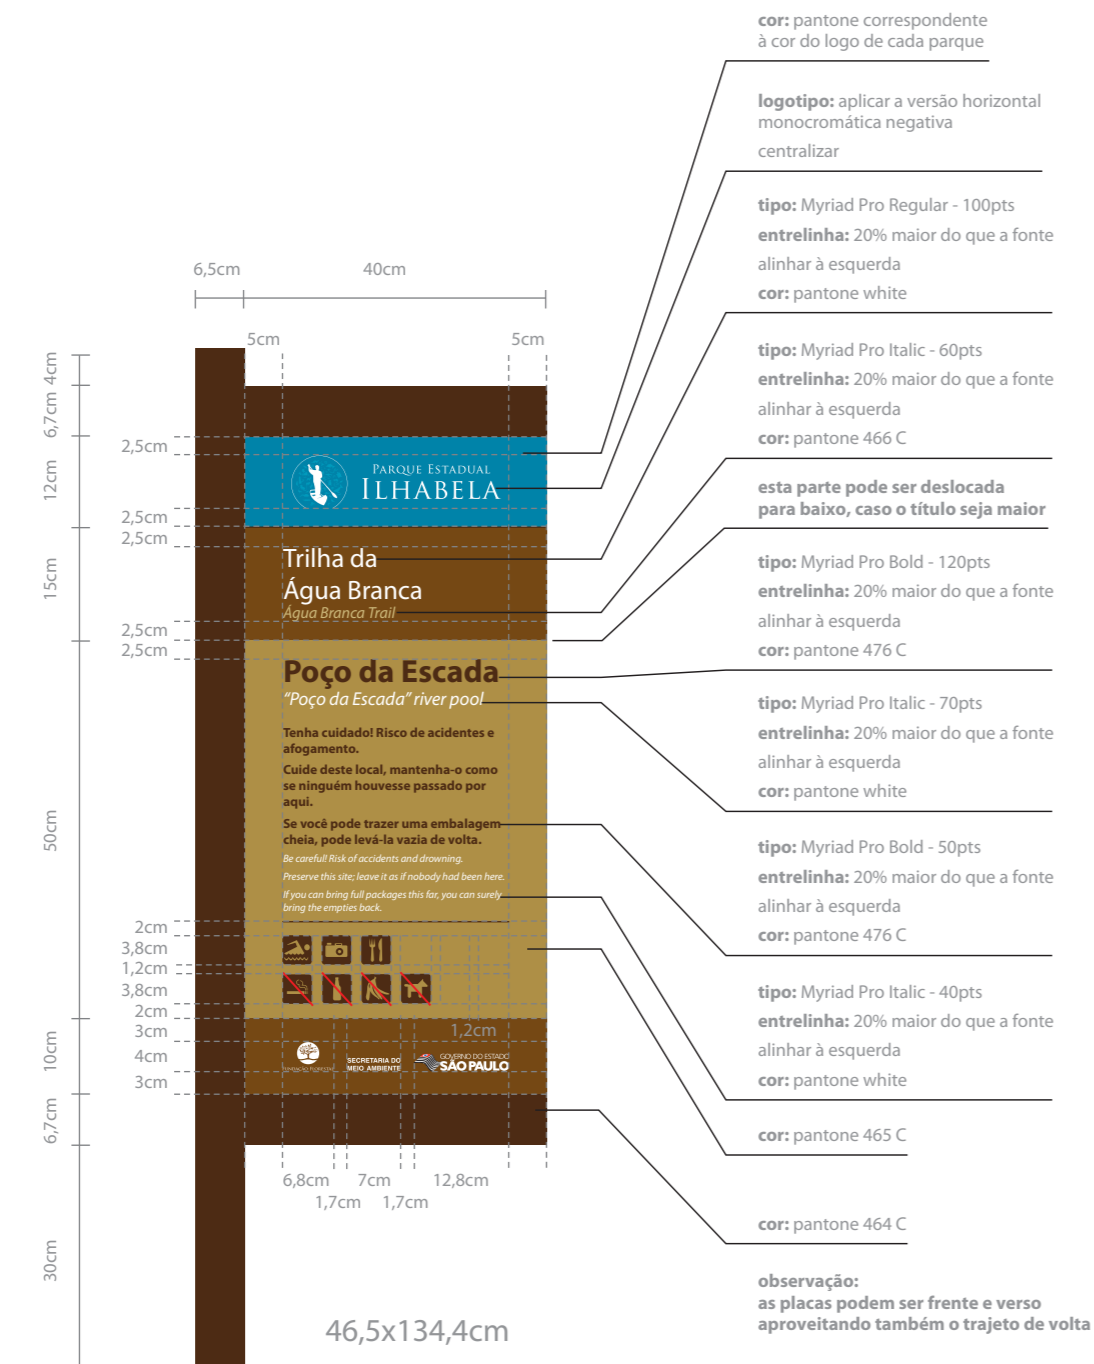 cor: pantone correspondente
à cor do logo de cada parque
logotipo: aplicar a versão horizontal
monocromática negativa
centralizar
tipo: Myriad Pro Regular - 100pts
entrelinha: 20% maior do que a fonte
alinhar à esquerda
cor: pantone white
tipo: Myriad Pro Italic - 60pts
entrelinha: 20% maior do que a fonte
alinhar à esquerda
cor: pantone 466 C
esta parte pode ser deslocada
para baixo, caso o título seja maior
tipo: Myriad Pro Bold - 120pts
entrelinha: 20% maior do que a fonte
alinhar à esquerda
cor: pantone 476 C
tipo: Myriad Pro Italic - 70pts
entrelinha: 20% maior do que a fonte
alinhar à esquerda
cor: pantone white
tipo: Myriad Pro Bold - 50pts
entrelinha: 20% maior do que a fonte
alinhar à esquerda
cor: pantone 476 C
tipo: Myriad Pro Italic - 40pts
entrelinha: 20% maior do que a fonte
alinhar à esquerda
cor: pantone white
cor: pantone 465 C
cor: pantone 464 C
observação:
as placas podem ser frente e verso
aproveitando também o trajeto de volta
6,5cm
40cm
5cm
5cm
4cm
6,7cm
12cm
15cm
50cm
10cm
6,7cm
30cm
2,5cm
2,5cm
2,5cm
2,5cm
2,5cm
2cm
3,8cm
1,2cm
3,8cm
2cm
3cm
4cm
3cm
Parque Estadual
Ilhabela
Trilha da
Água Branca
Água Branca Trail
Poço da Escada
“Poço da Escada” river pool
Tenha cuidado! Risco de acidentes e
afogamento.
Cuide deste local, mantenha-o como
se ninguém houvesse passado por
aqui.
Se você pode trazer uma embalagem
cheia, pode levá-la vazia de volta.
Be careful! Risk of accidents and drowning.
Preserve this site; leave it as if nobody had been here.
If you can bring full packages this far, you can surely
bring the empties back.
1,2cm
FUNDAÇÃO FLORESTAL
SECRETARIA DO
MEIO AMBIENTE
GOVERNO DO ESTADO
SÃO PAULO
6,8cm
7cm
12,8cm
1,7cm
1,7cm
46,5x134,4cm